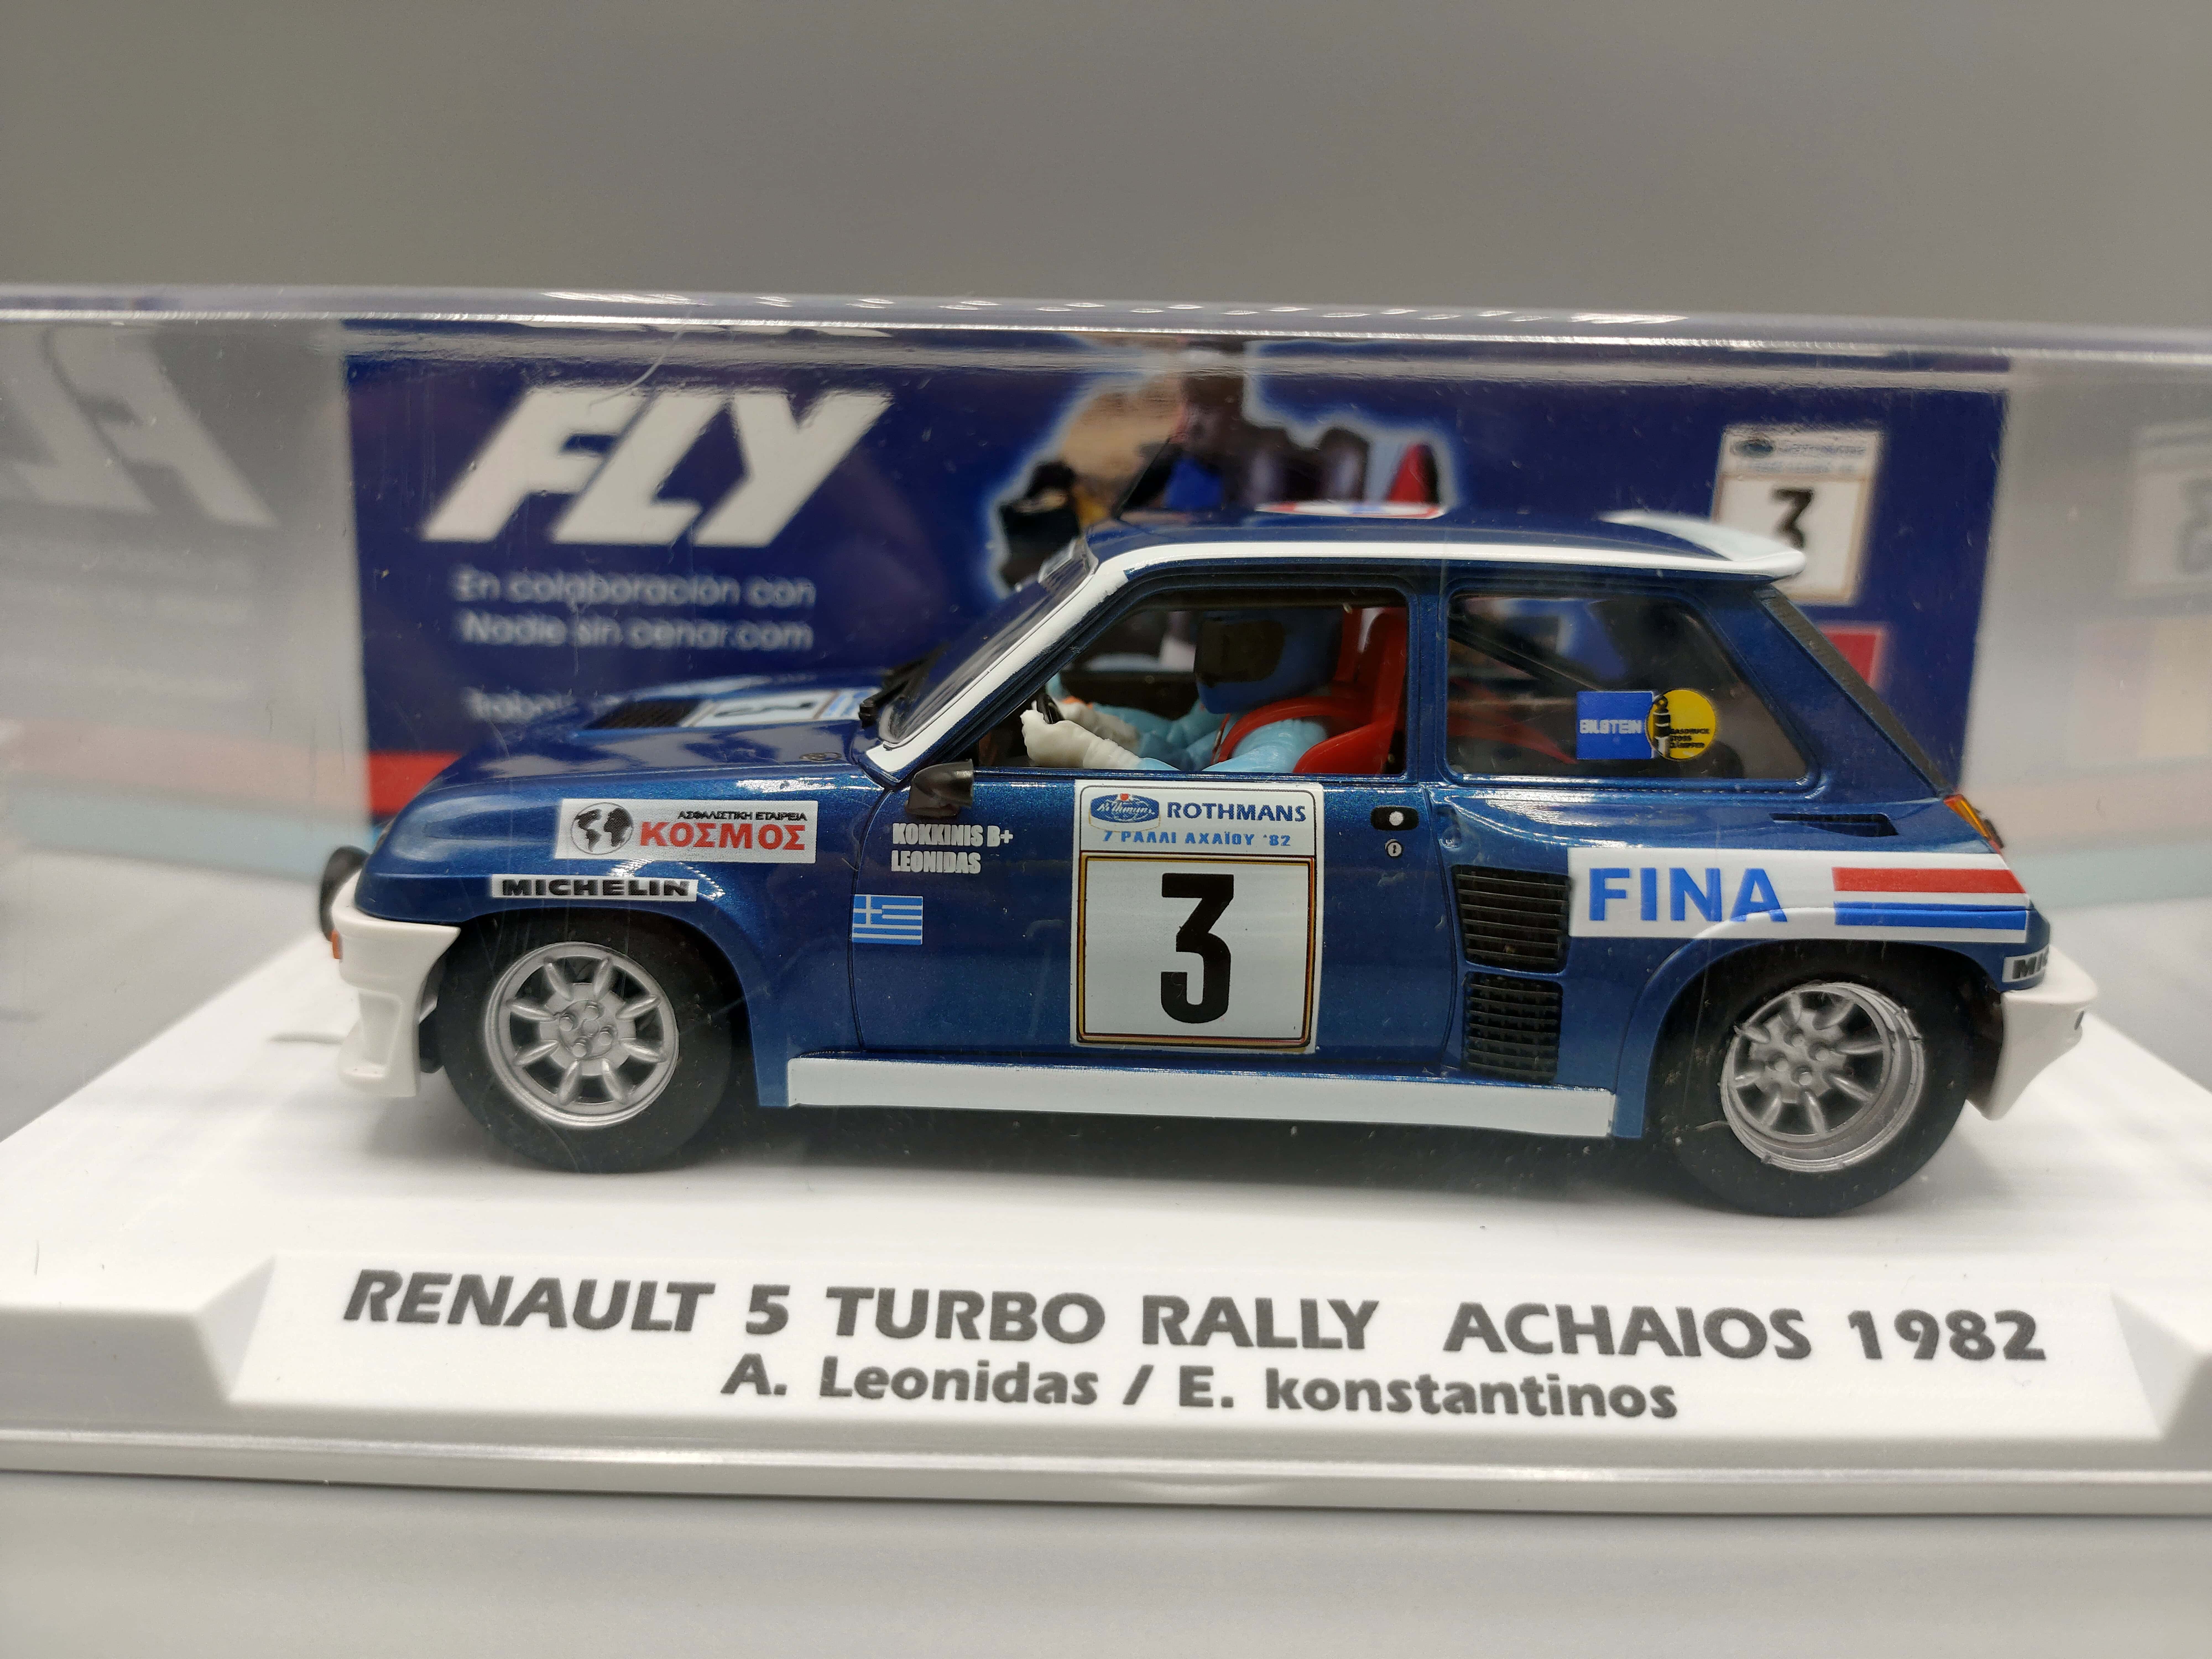 FLY
En colaboracion con
Nadie sin cenar.com
3
ΑΣΦΑΛΙΣΤΙΚΗ ΕΤΑΙΡΕΙΑ
ΚΟΣΜΟΣ
MICHELIN
KOKKINIS B+
LEONIDAS
ROTHMANS
7 ΡΑΛΛΙ ΑΧΑΪΟΥ '82
3
BILSTEIN
FINA
RENAULT 5 TURBO RALLY ACHAIOS 1982
A. Leonidas / E. konstantinos